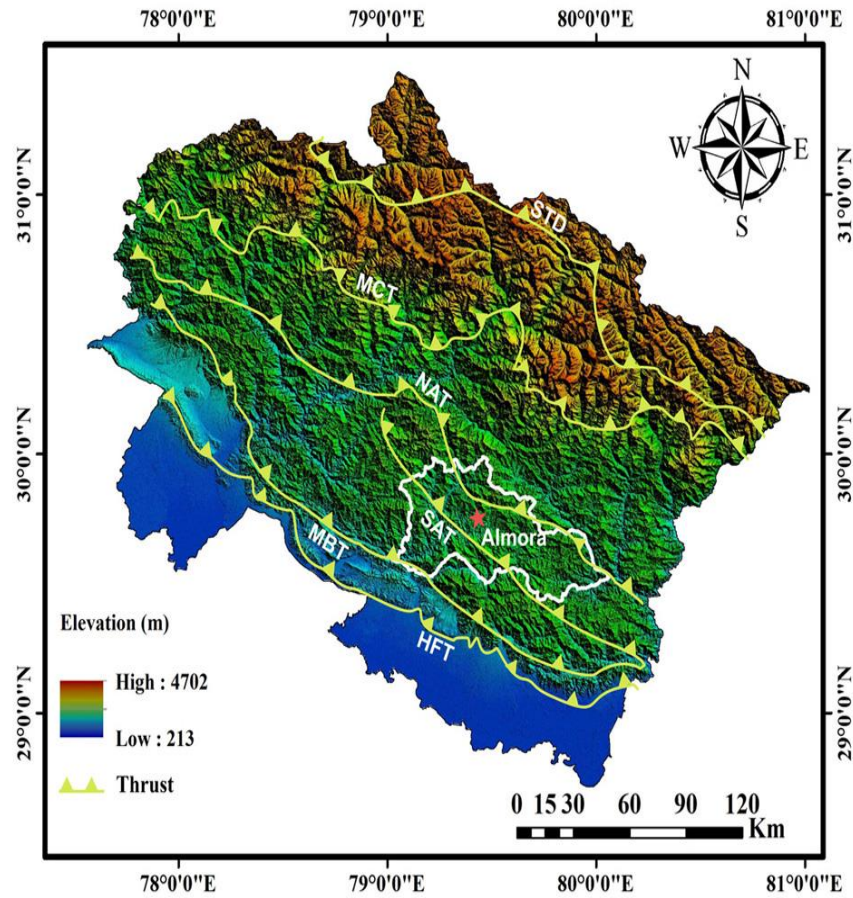 78°0'0"E 79°0'0"E 80°0'0"E 81°0'0"E
N
W E
S
31°0'0"N
31°0'0"N
STD
MCT
NAT
30°0'0"N
30°0'0"N
SAT
Almora
MBT
HFT
Elevation (m)
High : 4702
Low : 213
Thrust
29°0'0"N
29°0'0"N
0 15 30 60 90 120
Km
78°0'0"E 79°0'0"E 80°0'0"E 81°0'0"E